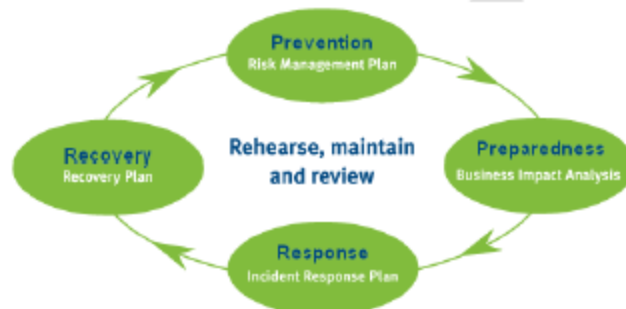 Prevention
Risk Management Plan
Preparedness
Business Impact Analysis
Rehearse, maintain
and review
Recovery
Recovery Plan
Response
Incident Response Plan